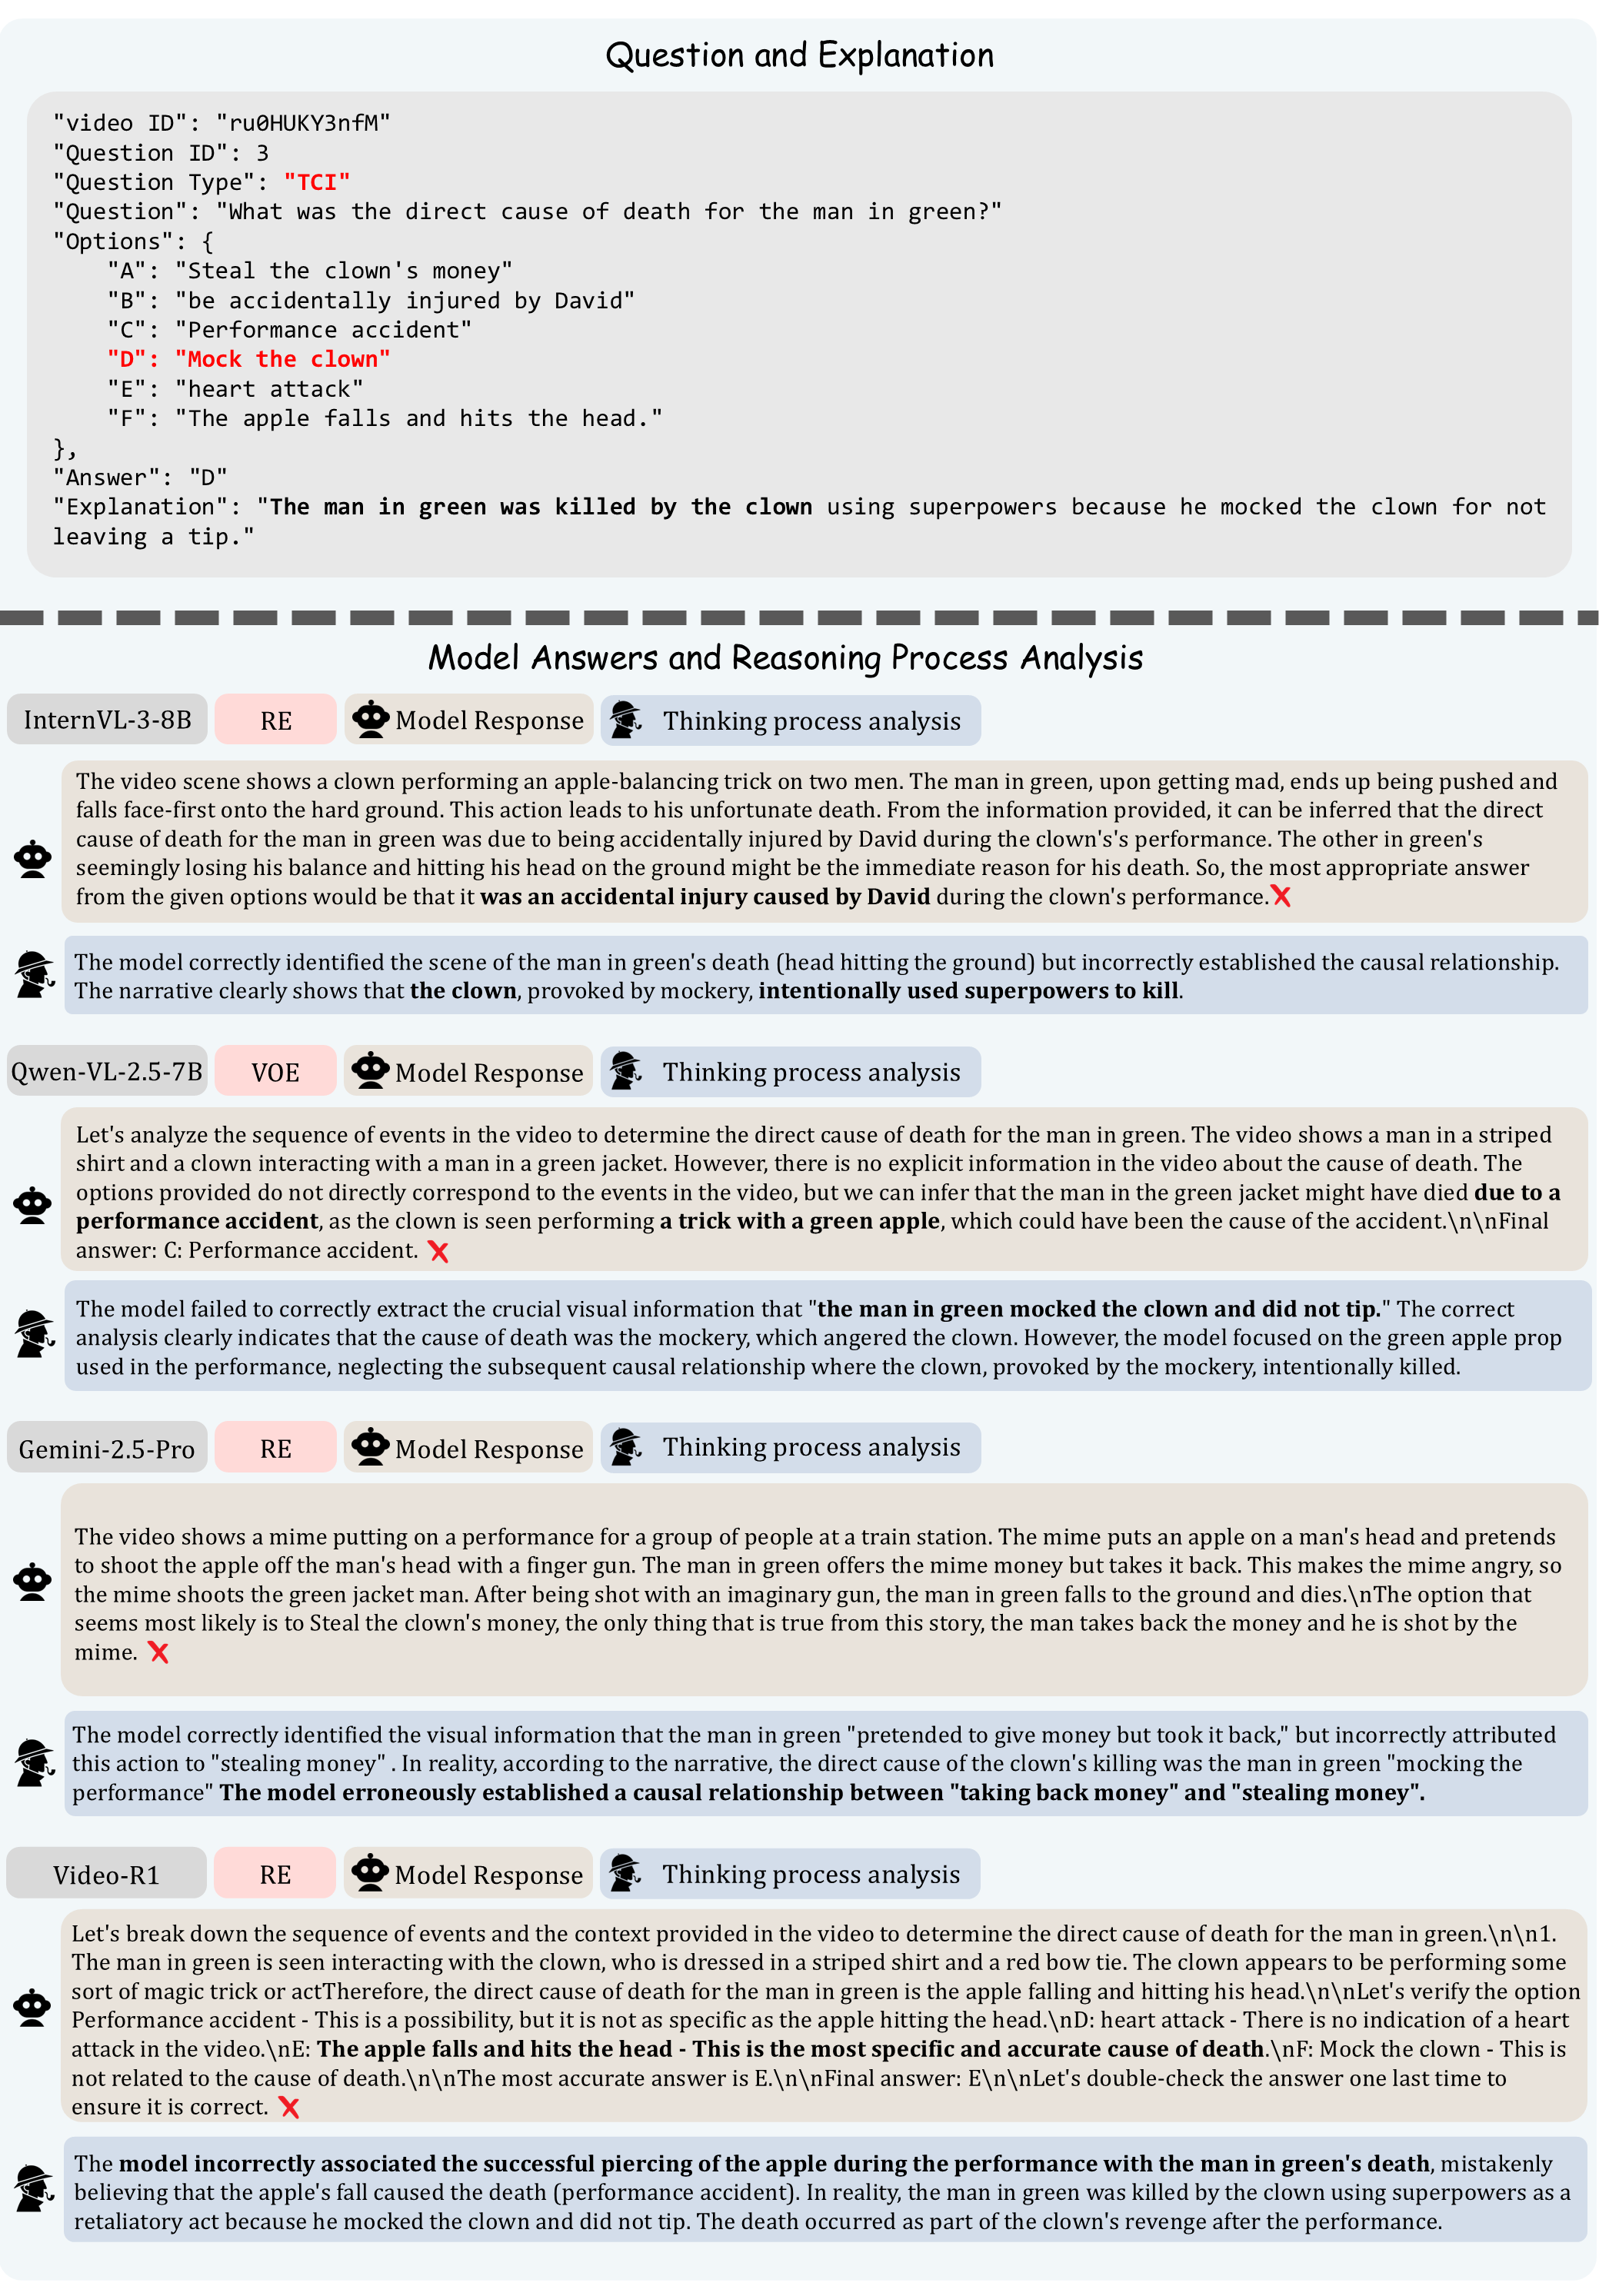 Question and Explanation
"video ID": "ru0HUKY3nfM"
"Question ID": 3
"Question Type": "TCI"
"Question": "What was the direct cause of death for the man in green?"
"Options": {
"A": "Steal the clown's money"
"B": "be accidentally injured by David"
"C": "Performance accident"
"D": "Mock the clown"
"E": "heart attack"
"F": "The apple falls and hits the head."
},
"Answer": "D"
"Explanation": "The man in green was killed by the clown using superpowers because he mocked the clown for not
leaving a tip."
Model Answers and Reasoning Process Analysis
InternVL-3-8B RE Model Response Thinking process analysis
The video scene shows a clown performing an apple-balancing trick on two men. The man in green, upon getting mad, ends up being pushed and
falls face-first onto the hard ground. This action leads to his unfortunate death. From the information provided, it can be inferred that the direct
cause of death for the man in green was due to being accidentally injured by David during the clown's's performance. The other in green's
seemingly losing his balance and hitting his head on the ground might be the immediate reason for his death. So, the most appropriate answer
from the given options would be that it was an accidental injury caused by David during the clown's performance.
The model correctly identified the scene of the man in green's death (head hitting the ground) but incorrectly established the causal relationship.
The narrative clearly shows that the clown, provoked by mockery, intentionally used superpowers to kill.
Qwen-VL-2.5-7B VOE Model Response Thinking process analysis
Let's analyze the sequence of events in the video to determine the direct cause of death for the man in green. The video shows a man in a striped
shirt and a clown interacting with a man in a green jacket. However, there is no explicit information in the video about the cause of death. The
options provided do not directly correspond to the events in the video, but we can infer that the man in the green jacket might have died due to a
performance accident, as the clown is seen performing a trick with a green apple, which could have been the cause of the accident.\n\nFinal
answer: C: Performance accident.
The model failed to correctly extract the crucial visual information that "the man in green mocked the clown and did not tip." The correct
analysis clearly indicates that the cause of death was the mockery, which angered the clown. However, the model focused on the green apple prop
used in the performance, neglecting the subsequent causal relationship where the clown, provoked by the mockery, intentionally killed.
Gemini-2.5-Pro RE Model Response Thinking process analysis
The video shows a mime putting on a performance for a group of people at a train station. The mime puts an apple on a man's head and pretends
to shoot the apple off the man's head with a finger gun. The man in green offers the mime money but takes it back. This makes the mime angry, so
the mime shoots the green jacket man. After being shot with an imaginary gun, the man in green falls to the ground and dies.\nThe option that
seems most likely is to Steal the clown's money, the only thing that is true from this story, the man takes back the money and he is shot by the
mime.
The model correctly identified the visual information that the man in green "pretended to give money but took it back," but incorrectly attributed
this action to "stealing money" . In reality, according to the narrative, the direct cause of the clown's killing was the man in green "mocking the
performance" The model erroneously established a causal relationship between "taking back money" and "stealing money".
Video-R1 RE Model Response Thinking process analysis
Let's break down the sequence of events and the context provided in the video to determine the direct cause of death for the man in green.\n\n1.
The man in green is seen interacting with the clown, who is dressed in a striped shirt and a red bow tie. The clown appears to be performing some
sort of magic trick or actTherefore, the direct cause of death for the man in green is the apple falling and hitting his head.\n\nLet's verify the option
Performance accident - This is a possibility, but it is not as specific as the apple hitting the head.\nD: heart attack - There is no indication of a heart
attack in the video.\nE: The apple falls and hits the head - This is the most specific and accurate cause of death.\nF: Mock the clown - This is
not related to the cause of death.\n\nThe most accurate answer is E.\n\nFinal answer: E\n\nLet's double-check the answer one last time to
ensure it is correct.
The model incorrectly associated the successful piercing of the apple during the performance with the man in green's death, mistakenly
believing that the apple's fall caused the death (performance accident). In reality, the man in green was killed by the clown using superpowers as a
retaliatory act because he mocked the clown and did not tip. The death occurred as part of the clown's revenge after the performance.